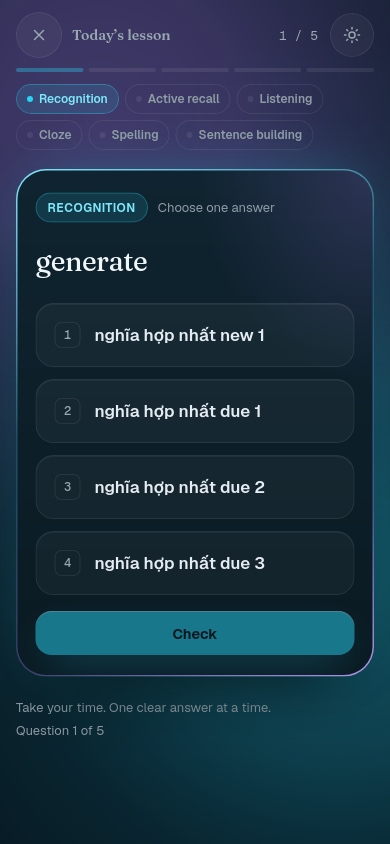 Today's lesson
1 / 5
Recognition
Active recall
Listening
Cloze
Spelling
Sentence building
RECOGNITION
Choose one answer
generate
1 nghĩa hợp nhất new 1
2 nghĩa hợp nhất due 1
3 nghĩa hợp nhất due 2
4 nghĩa hợp nhất due 3
Check
Take your time. One clear answer at a time.
Question 1 of 5